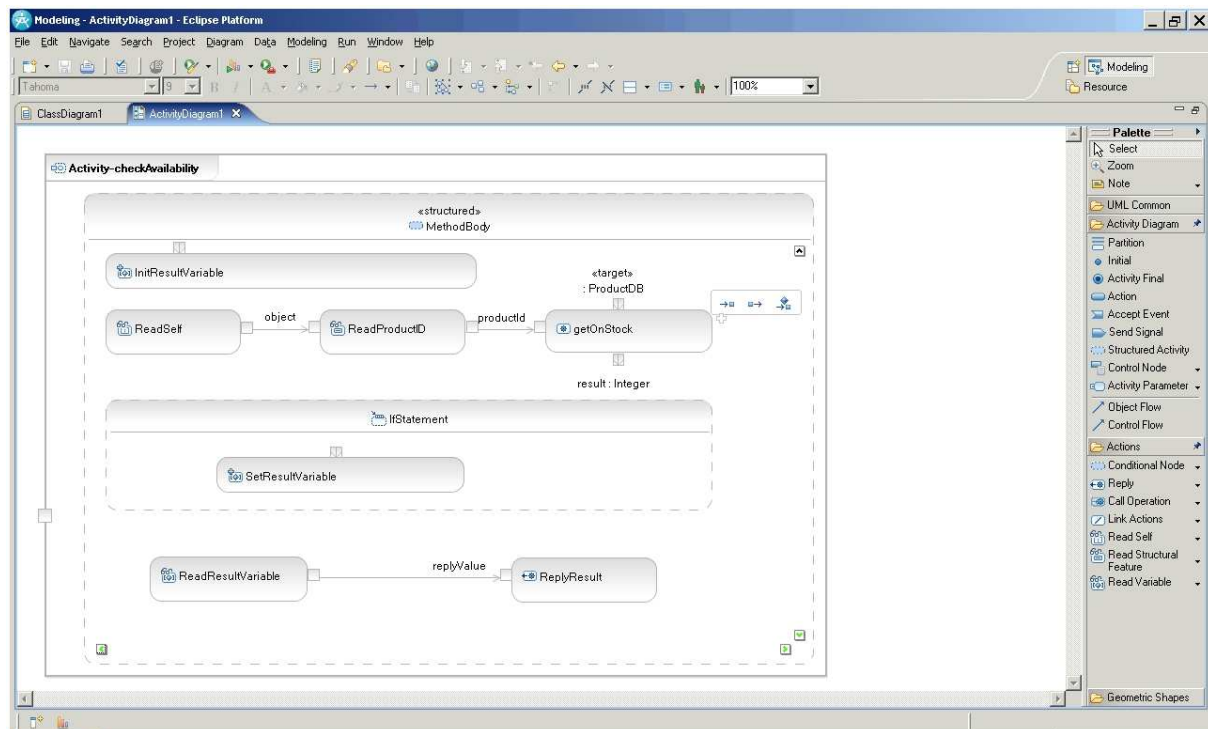 Modeling - ActivityDiagram1 - Eclipse Platform
File Edit Navigate Search Project Diagram Data Modeling Run Window Help
Modeling
Tahoma 9 B I A 100%
Resource
ClassDiagram1 ActivityDiagram1
Palette
Select
Zoom
Note
UML Common
Activity Diagram
Partition
Initial
Activity Final
Action
Accept Event
Send Signal
Structured Activity
Control Node
Activity Parameter
Object Flow
Control Flow
Actions
Conditional Node
Reply
Call Operation
Link Actions
Read Self
Read Structural
Feature
Read Variable
Geometric Shapes
Activity-checkAvailability
«structured»
MethodBody
InitResultVariable
«target»
: ProductDB
ReadSelf object ReadProductID productId getOnStock
result : Integer
IfStatement
SetResultVariable
ReadResultVariable replyValue ReplyResult